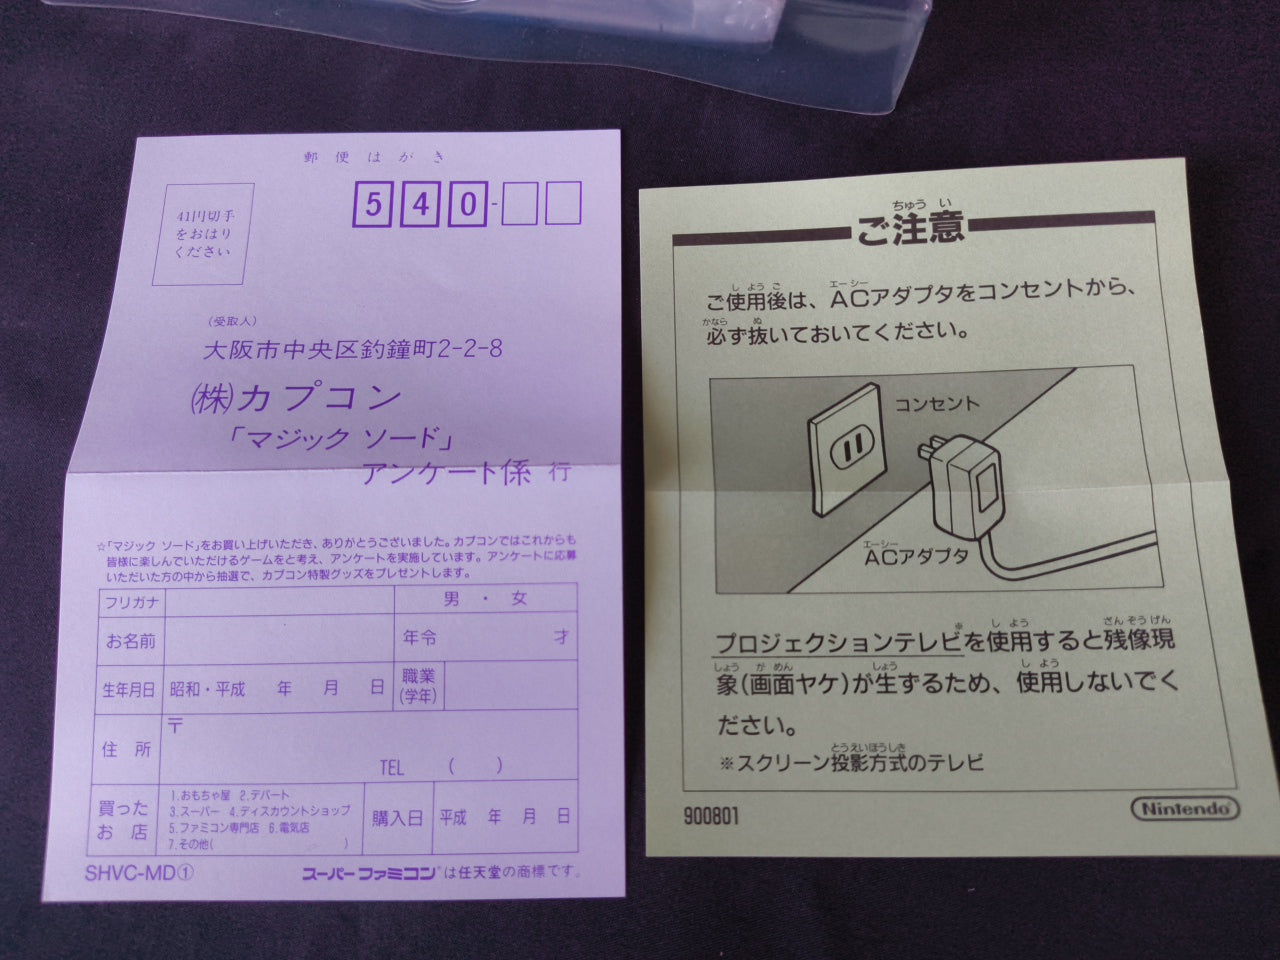 郵便はがき
41円切手
をおはり
ください
540-
(受取人)
大阪市中央区釣鐘町2-2-8
(株)カプコン
「マジック ソード」
アンケート係 行
☆「マジック ソード」をお買い上げいただき、ありがとうございました。カプコンではこれからも
皆様に楽しんでいただけるゲームをと考え、アンケートを実施しています。アンケートに応募
いただいた方の中から抽選で、カプコン特製グッズをプレゼントします。
フリガナ 男・女
お名前 年令 才
生年月日 昭和・平成 年 月 日 職業(学年)
住所 〒
TEL ( )
買ったお店
1.おもちゃ屋 2.デパート
3.スーパー 4.ディスカウントショップ
5.ファミコン専門店 6.電気店
7.その他( )
購入日 平成 年 月 日
SHVC-MD① スーパーファミコンは任天堂の商標です。
ちゅうい
ご注意
しようご エーシー
ご使用後は、ACアダプタをコンセントから、
かなら ぬ
必ず抜いておいてください。
コンセント
エーシー
ACアダプタ
※ しよう ざんぞうげん
プロジェクションテレビを使用すると残像現
しょう がめん しょう しよう
象(画面ヤケ)が生ずるため、使用しないでく
ださい。
とうえいほうしき
※スクリーン投影方式のテレビ
900801
Nintendo